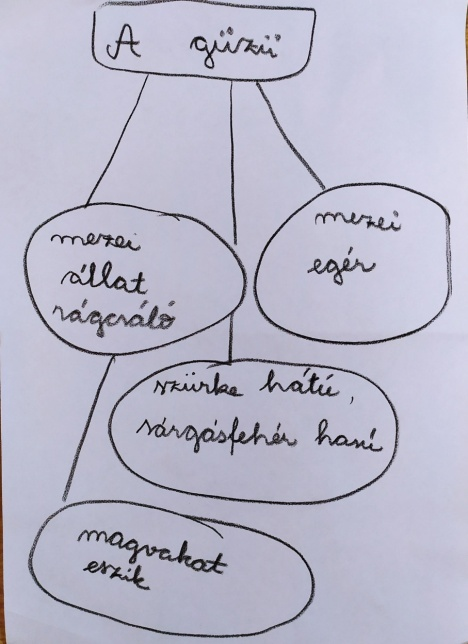 A güzü
mezei
állat
rágcsáló
mezei
egér
szürke hátú,
sárgásfehér hasú
magvakat
eszik